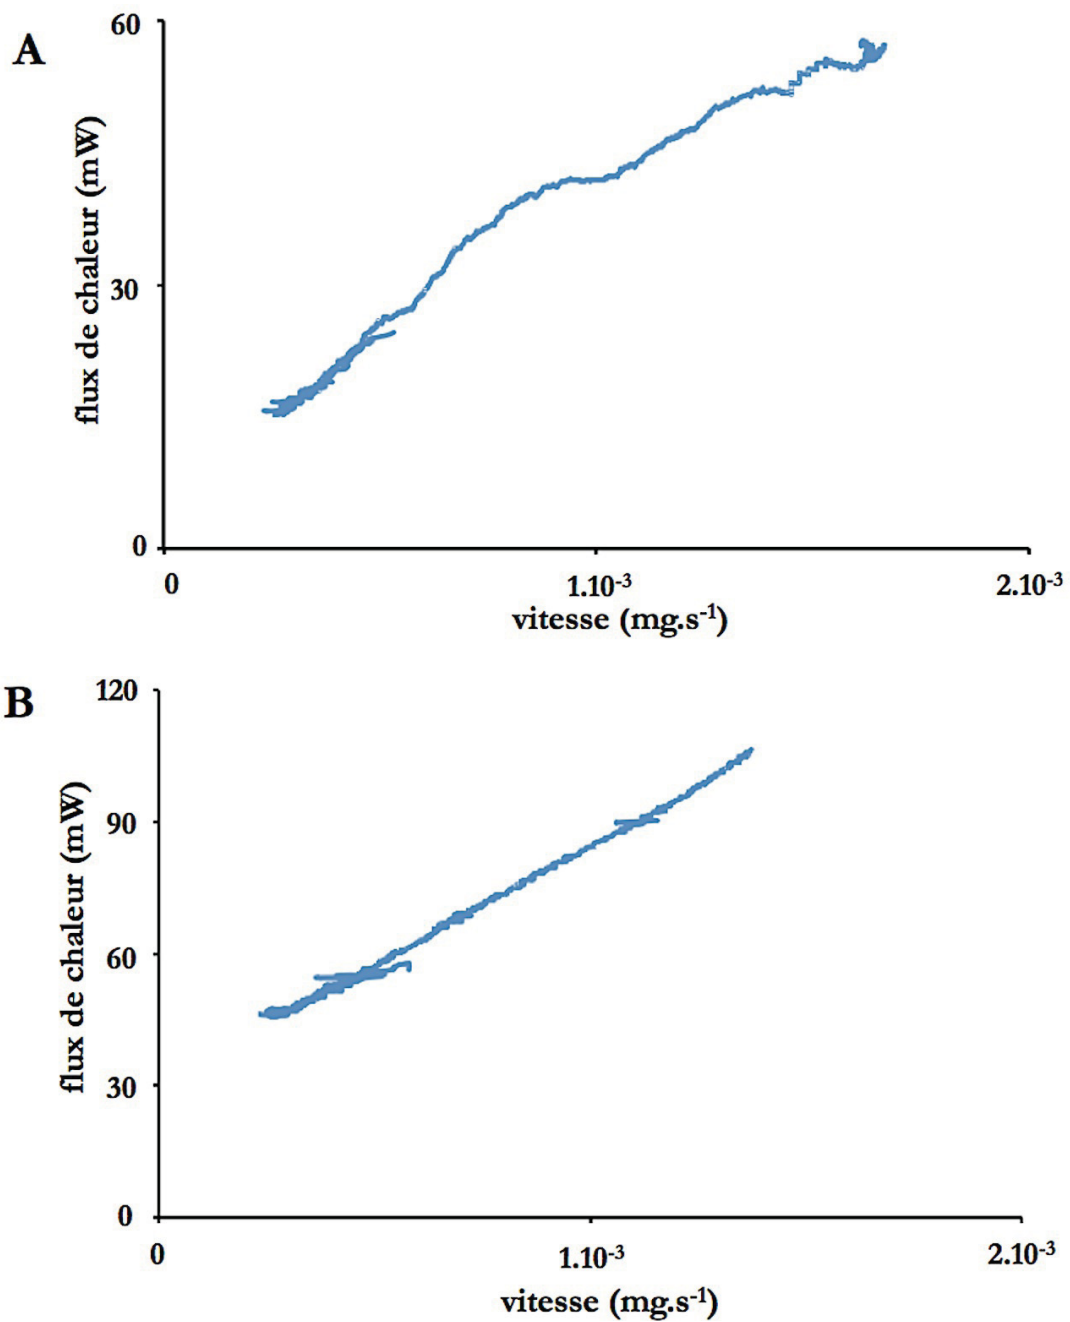 A
60
30
0
flux de chaleur (mW)
0 1.10⁻³ 2.10⁻³
vitesse (mg.s⁻¹)
B
120
90
60
30
0
flux de chaleur (mW)
0 1.10⁻³ 2.10⁻³
vitesse (mg.s⁻¹)